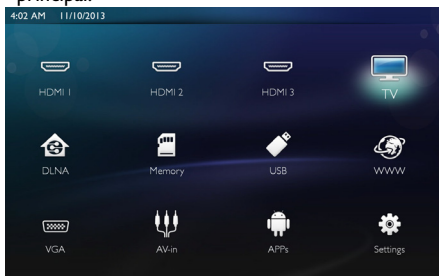 principal.
4:02 AM 11/10/2013
HDMI 1 HDMI 2 HDMI 3 TV
DLNA Memory USB WWW
VGA AV-in APPs Settings